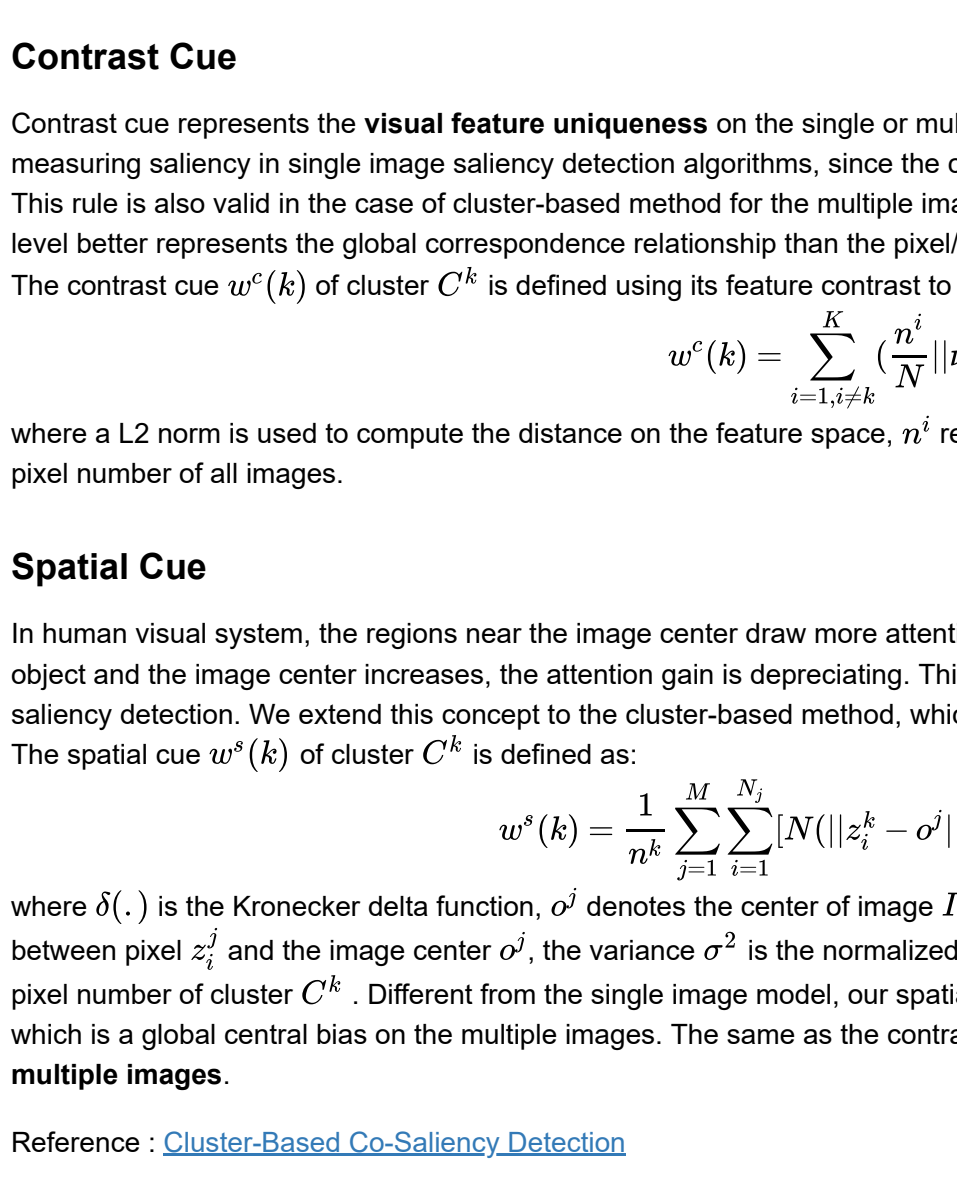 Contrast Cue
Contrast cue represents the visual feature uniqueness on the single or
measuring saliency in single image saliency detection algorithms, since the
This rule is also valid in the case of cluster-based method for the multiple
level better represents the global correspondence relationship than the pixel/
The contrast cue w^c(k) of cluster C^k is defined using its feature contrast to
w^c(k) = \sum_{i=1,i≠k}^{K} (\frac{n^i}{N}||
where a L2 norm is used to compute the distance on the feature space, n^i
pixel number of all images.
Spatial Cue
In human visual system, the regions near the image center draw more
object and the image center increases, the attention gain is depreciating.
saliency detection. We extend this concept to the cluster-based method,
The spatial cue w^s(k) of cluster C^k is defined as:
w^s(k) = \frac{1}{n^k} \sum_{j=1}^{M} \sum_{i=1}^{N_j} [N(||z_i^k − o^j|
where δ(.) is the Kronecker delta function, o^j denotes the center of image I
between pixel z_i^j and the image center o^j, the variance σ^2 is the normalized
pixel number of cluster C^k . Different from the single image model, our
which is a global central bias on the multiple images. The same as the
multiple images.
Reference : Cluster-Based Co-Saliency Detection